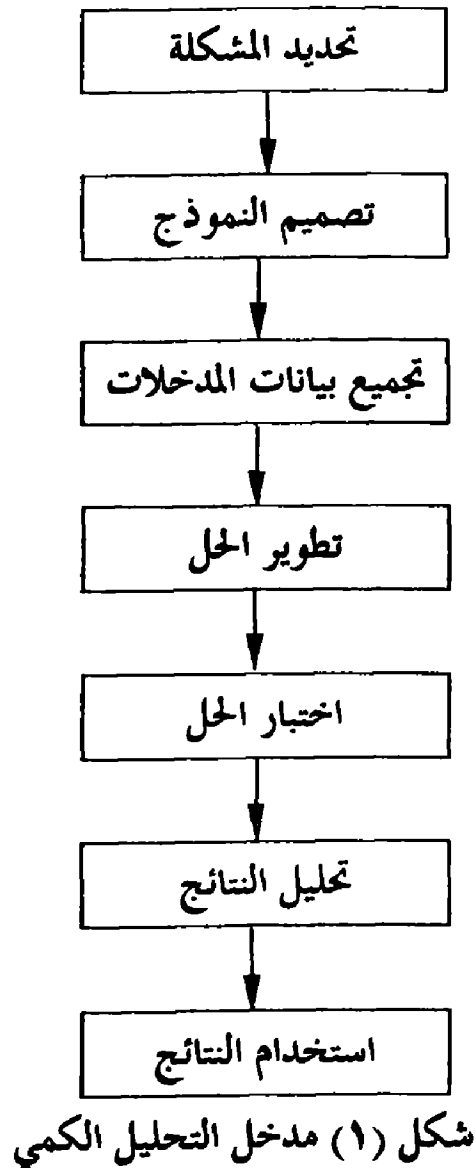 تحديد المشكلة
تصميم النموذج
تجميع بيانات المدخلات
تطوير الحل
اختبار الحل
تحليل النتائج
استخدام النتائج
شكل (١) مدخل التحليل الكمي